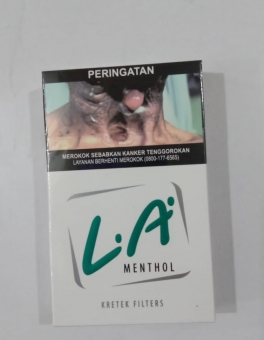 PERINGATAN
MEROKOK SEBABKAN KANKER TENGGOROKAN
LAYANAN BERHENTI MEROKOK (0800-177-6565)
L.A.
MENTHOL
KRETEK FILTERS